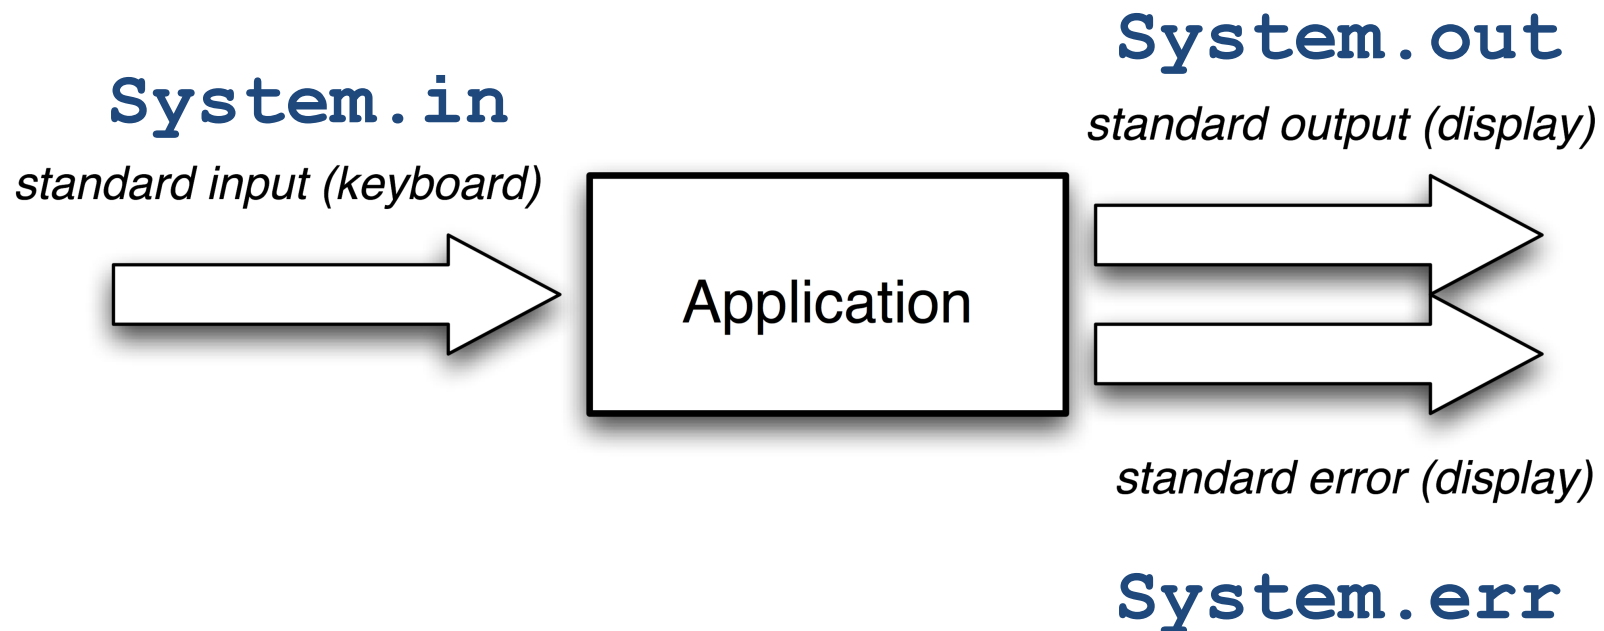 System.in
standard input (keyboard)
Application
System.out
standard output (display)
standard error (display)
System.err